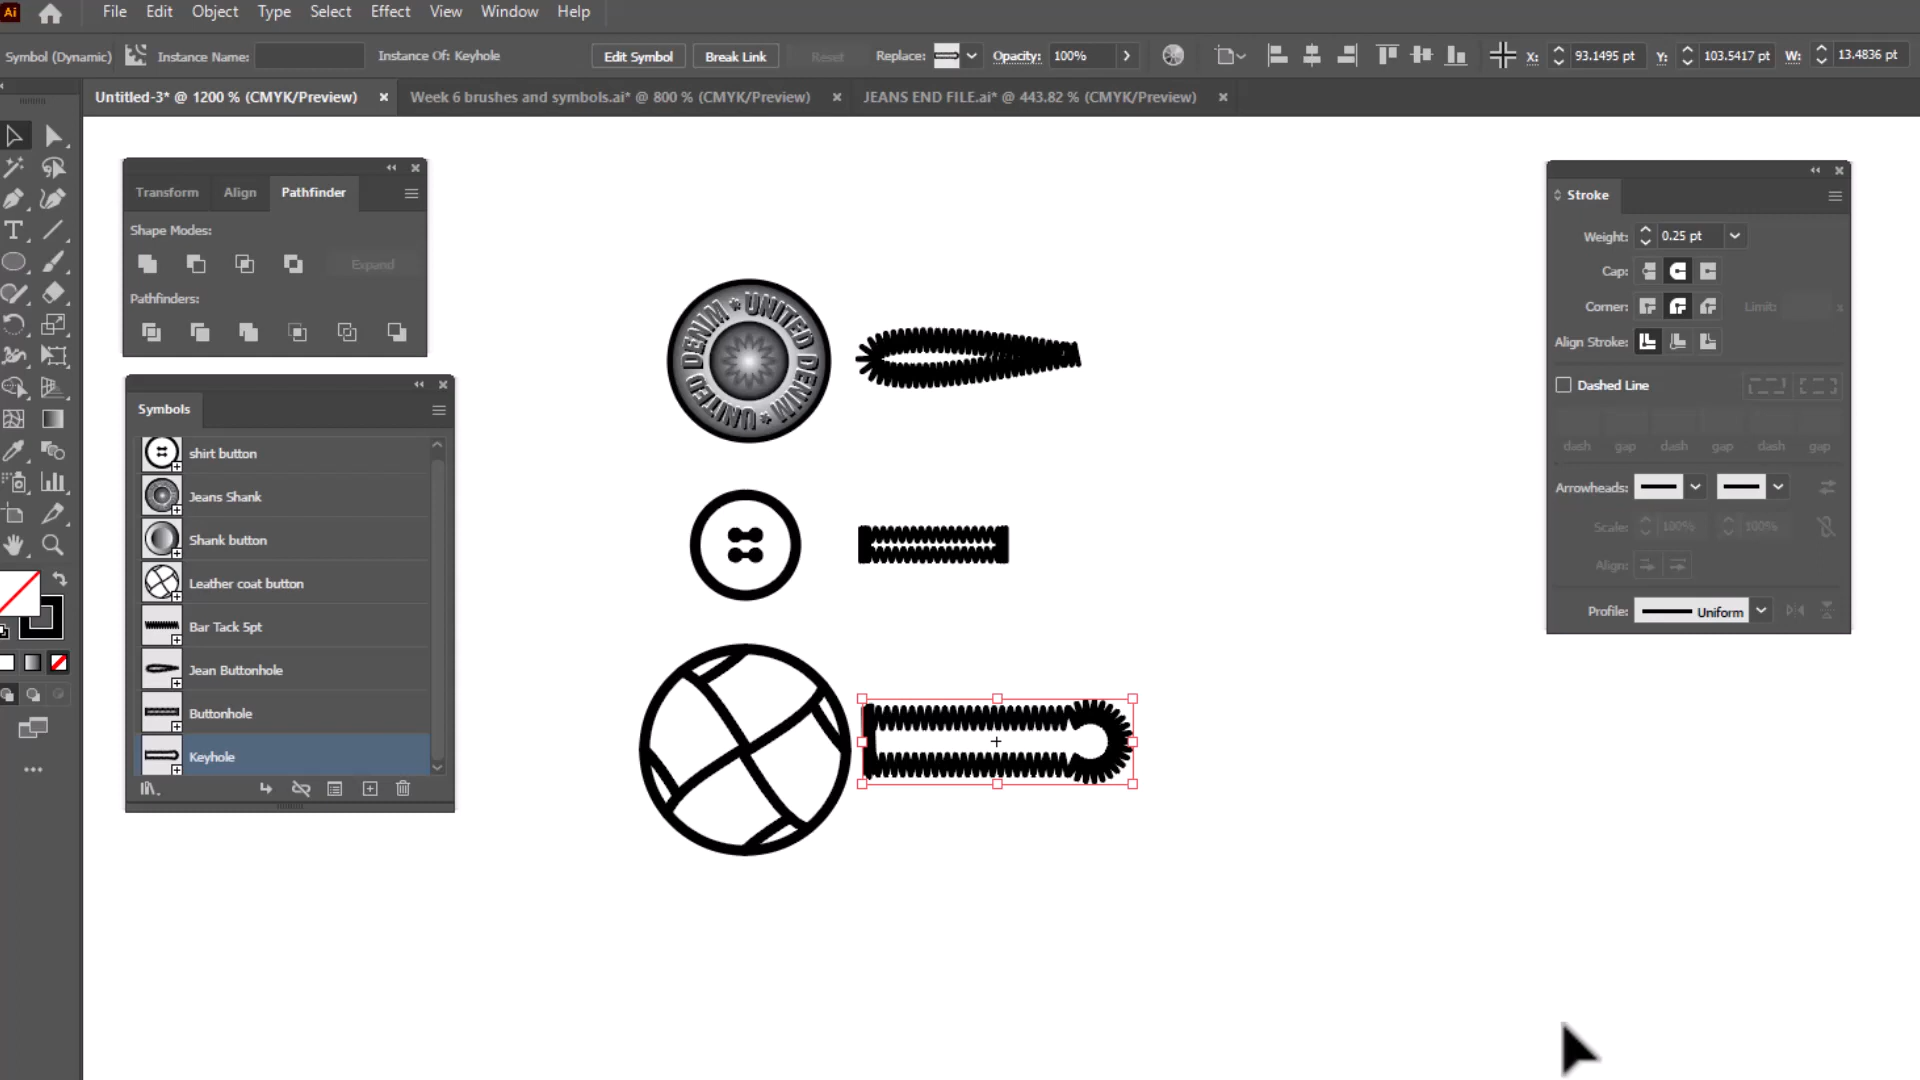 Ai File Edit Object Type Select Effect View Window Help
Symbol (Dynamic) Instance Name: Instance Of: Keyhole Edit Symbol Break Link Reset Replace: Opacity: 100% X: 93.1495 pt Y: 103.5417 pt W: 13.4836 pt
Untitled-3* @ 1200 % (CMYK/Preview) Week 6 brushes and symbols.ai* @ 800 % (CMYK/Preview) JEANS END FILE.ai* @ 443.82 % (CMYK/Preview)
Transform Align Pathfinder
Shape Modes:
Expand
Pathfinders:
Symbols
shirt button
Jeans Shank
Shank button
Leather coat button
Bar Tack 5pt
Jean Buttonhole
Buttonhole
Keyhole
UNITED DENIM * UNITED DENIM *
Stroke
Weight: 0.25 pt
Cap:
Corner: Limit: x
Align Stroke:
Dashed Line
dash gap dash gap dash gap
Arrowheads:
Scale: 100% 100%
Align:
Profile: Uniform